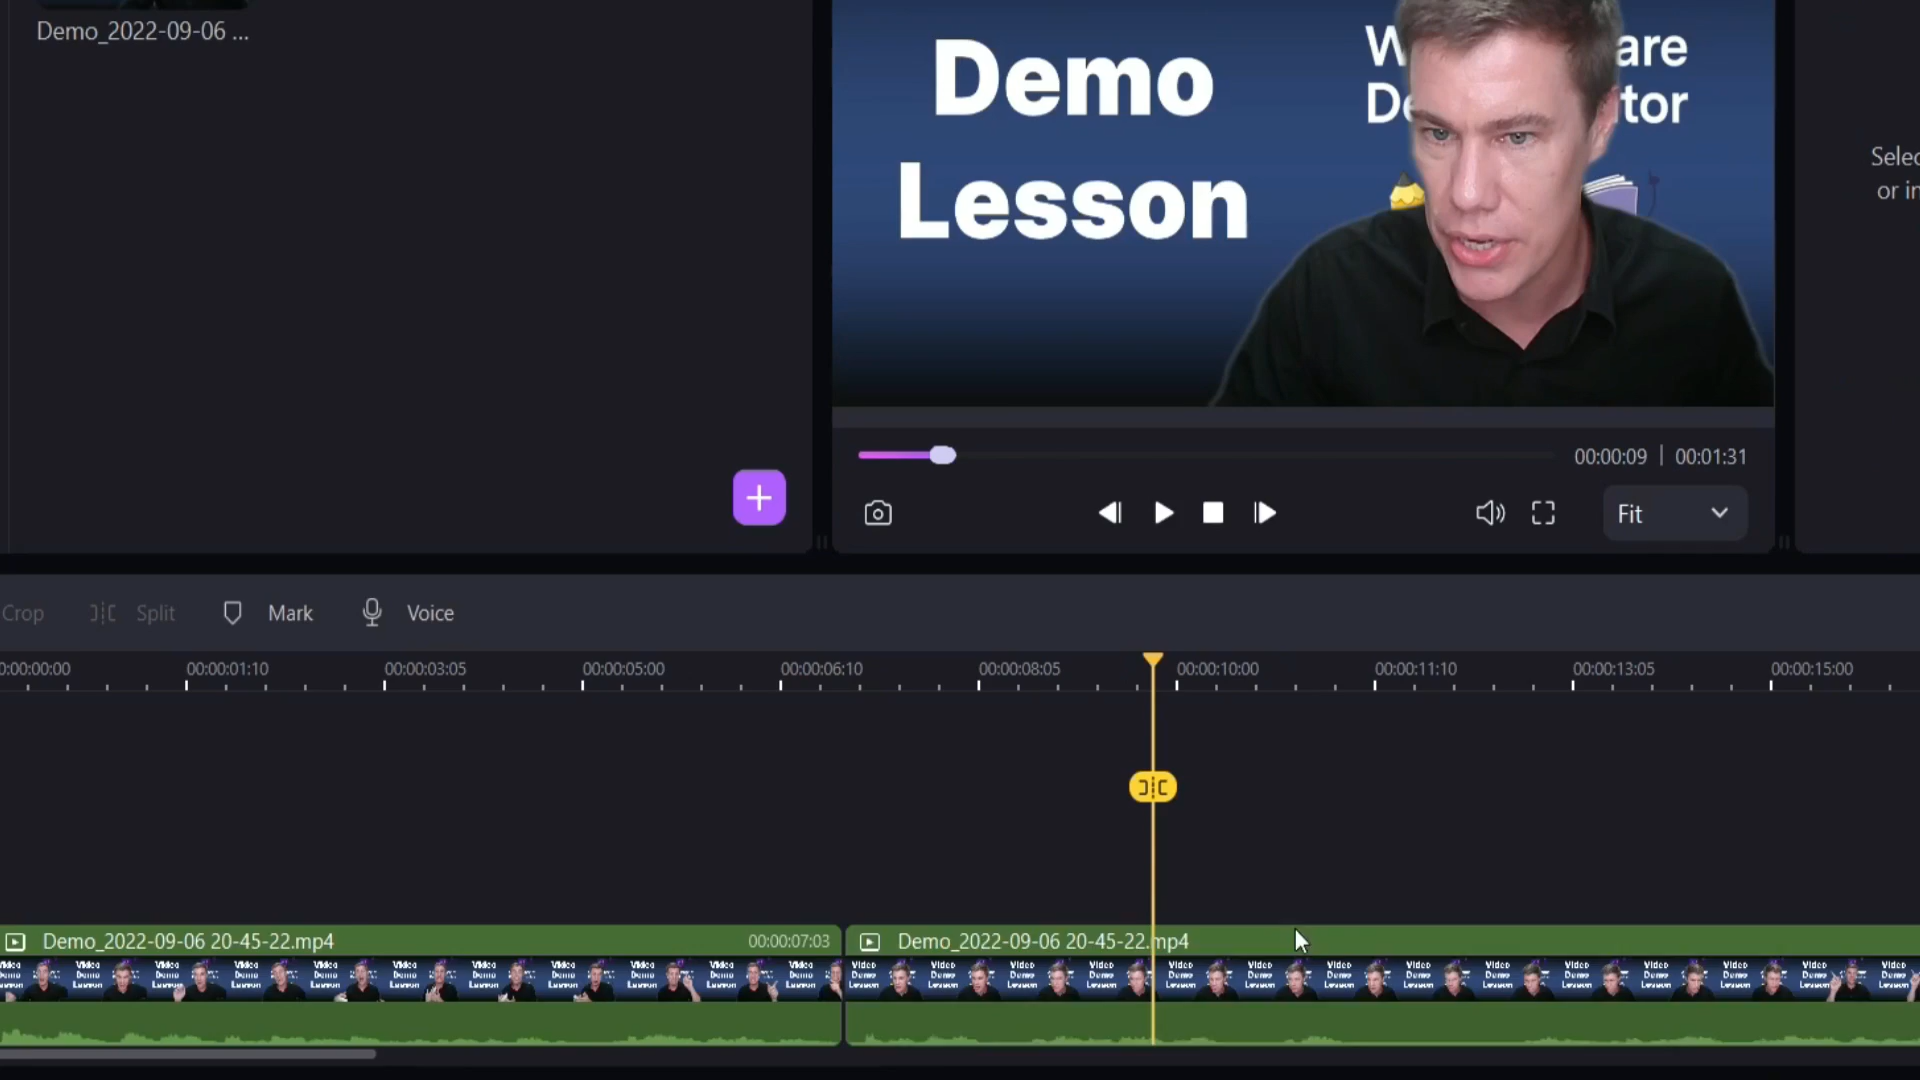 Demo_2022-09-06 ...
Demo
Lesson
W are
De tor
Selec
or in
00:00:09 | 00:01:31
Fit
Crop
Split
Mark
Voice
0:00:00:00
00:00:01:10
00:00:03:05
00:00:05:00
00:00:06:10
00:00:08:05
00:00:10:00
00:00:11:10
00:00:13:05
00:00:15:00
Demo_2022-09-06 20-45-22.mp4
00:00:07:03
Demo_2022-09-06 20-45-22.mp4